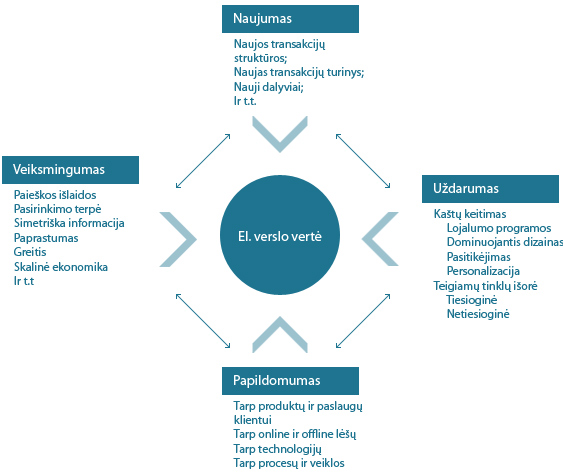 Naujumas
Naujos transakcijų
struktūros;
Naujas transakcijų turinys;
Nauji dalyviai;
Ir t.t.
Veiksmingumas
Paieškos išlaidos
Pasirinkimo terpė
Simetriška informacija
Paprastumas
Greitis
Skalinė ekonomika
Ir t.t
El. verslo vertė
Uždarumas
Kaštų keitimas
Lojalumo programos
Dominuojantis dizainas
Pasitikėjimas
Personalizacija
Teigiamų tinklų išorė
Tiesioginė
Netiesioginė
Papildomumas
Tarp produktų ir paslaugų
klientui
Tarp online ir offline lėšų
Tarp technologijų
Tarp procesų ir veiklos